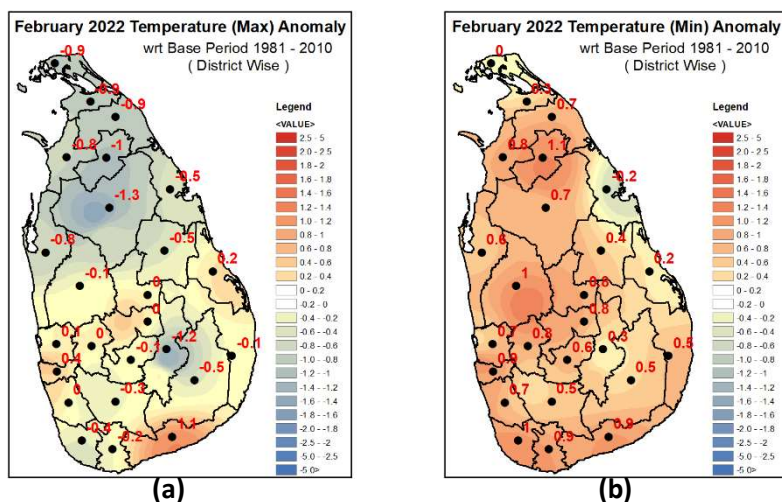 February 2022 Temperature (Max) Anomaly
wrt Base Period 1981 - 2010
( District Wise )
-0.9
-0.9
-0.9
-0.8
-1
-0.5
-1.3
-0.8
-0.5
0.2
-0.1
0
0
0.1
0
-0.1
-1.2
-0.1
0.4
-0.5
0
-0.3
-0.4
-0.2
1.1
Legend
<VALUE>
2.5 - 5
2.0 - 2.5
1.8 - 2
1.6 - 1.8
1.4 - 1.6
1.2 - 1.4
1.0 - 1.2
0.8 - 1
0.6 - 0.8
0.4 - 0.6
0.2 - 0.4
0 - 0.2
-0.2 - 0
-0.4 - -0.2
-0.6 - -0.4
-0.8 - -0.6
-1.0 - -0.8
-1.2 - -1
-1.4 - -1.2
-1.6 - -1.4
-1.8 - -1.6
-2.0 - -1.8
-2.5 - -2
-5.0 - -2.5
-5 0>
(a)
February 2022 Temperature (Min) Anomaly
wrt Base Period 1981 - 2010
( District Wise )
0
0.3
0.7
0.8
1.1
-0.2
0.7
0.6
0.4
0.2
1
0.8
0.8
0.7
0.8
0.6
0.3
0.5
0.9
0.5
0.7
0.5
1
0.9
0.9
Legend
<VALUE>
2.5 - 5
2.0 - 2.5
1.8 - 2
1.6 - 1.8
1.4 - 1.6
1.2 - 1.4
1.0 - 1.2
0.8 - 1
0.6 - 0.8
0.4 - 0.6
0.2 - 0.4
0 - 0.2
-0.2 - 0
-0.4 - -0.2
-0.6 - -0.4
-0.8 - -0.6
-1.0 - -0.8
-1.2 - -1
-1.4 - -1.2
-1.6 - -1.4
-1.8 - -1.6
-2.0 - -1.8
-2.5 - -2
-5.0 - -2.5
-5 0>
(b)